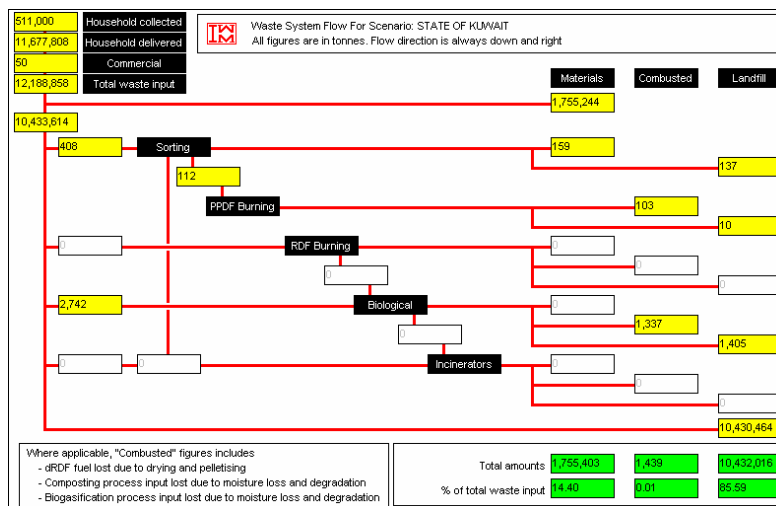 511,000 Household collected
11,677,808 Household delivered
50 Commercial
12,188,858 Total waste input
IWM
Waste System Flow For Scenario: STATE OF KUWAIT
All figures are in tonnes. Flow direction is always down and right
Materials Combusted Landfill
1,755,244
10,433,614
408 Sorting 159
137
112
PPDF Burning 103
10
0 RDF Burning 0
0
0
0
2,742 Biological 0
1,337
0
1,405
0 0 Incinerators 0
0
0
10,430,464
Where applicable, "Combusted" figures includes
- dRDF fuel lost due to drying and pelletising
- Composting process input lost due to moisture loss and degradation
- Biogasification process input lost due to moisture loss and degradation
Total amounts 1,755,403 1,439 10,432,016
% of total waste input 14.40 0.01 85.59